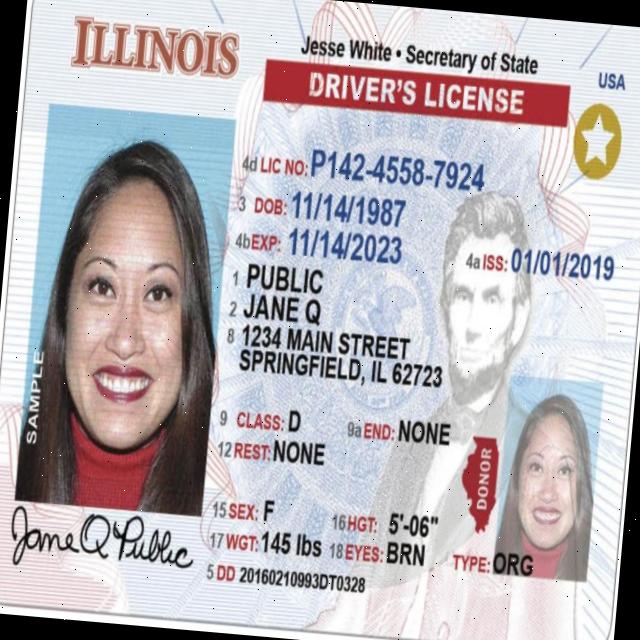 ILLINOIS
Jesse White • Secretary of State
USA
DRIVER'S LICENSE
4d LIC NO: P142-4558-7924
3 DOB: 11/14/1987
4b EXP: 11/14/2023
4a ISS: 01/01/2019
1 PUBLIC
2 JANE Q
8 1234 MAIN STREET
SPRINGFIELD, IL 62723
9 CLASS: D
9a END: NONE
12 REST: NONE
SAMPLE
DONOR
15 SEX: F
16 HGT: 5'-06"
17 WGT: 145 lbs
18 EYES: BRN
TYPE: ORG
5 DD 20160210993DT0328
Jane Q Public